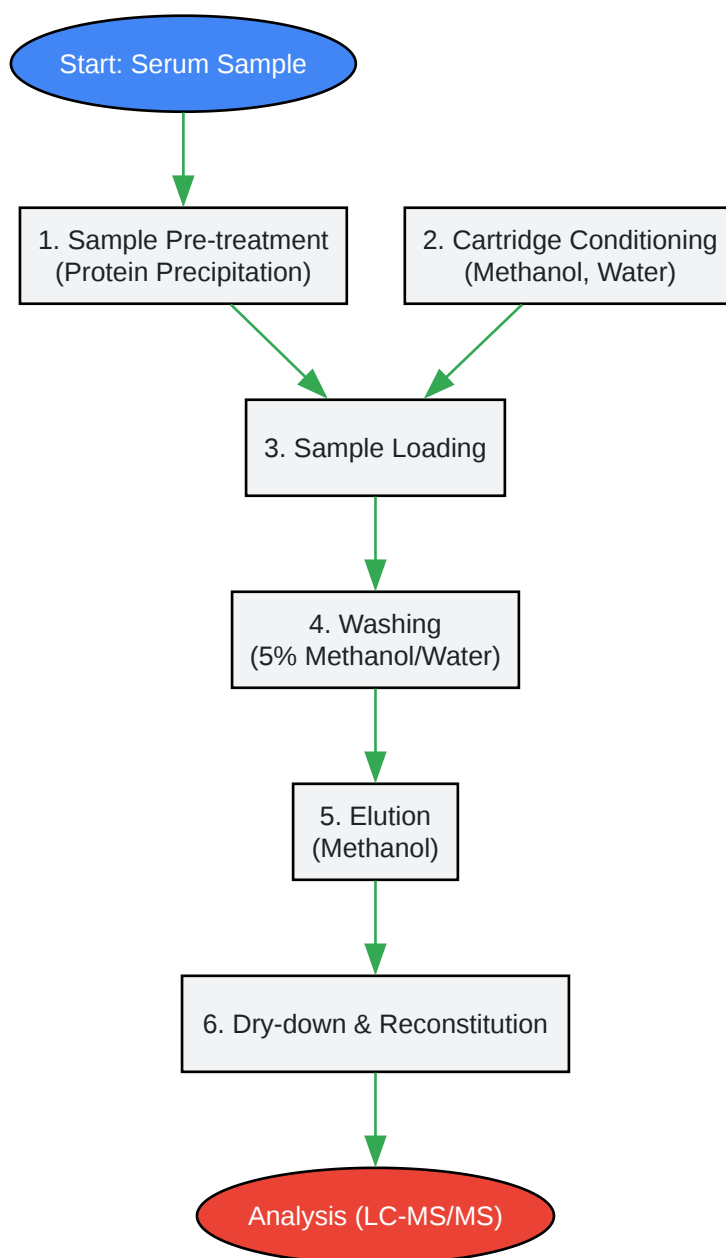 Start: Serum Sample
1. Sample Pre-treatment
(Protein Precipitation)
2. Cartridge Conditioning
(Methanol, Water)
3. Sample Loading
4. Washing
(5% Methanol/Water)
5. Elution
(Methanol)
6. Dry-down & Reconstitution
Analysis (LC-MS/MS)